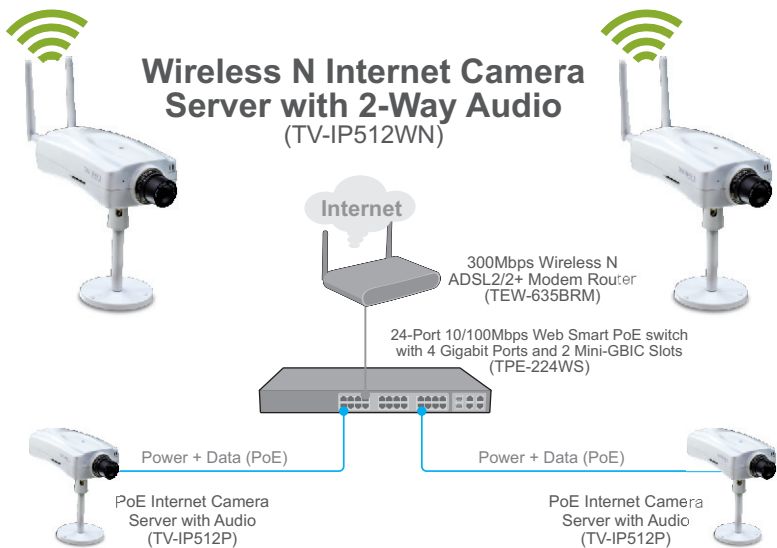 Wireless N Internet Camera
Server with 2-Way Audio
(TV-IP512WN)
Internet
300Mbps Wireless N
ADSL2/2+ Modem Router
(TEW-635BRM)
24-Port 10/100Mbps Web Smart PoE switch
with 4 Gigabit Ports and 2 Mini-GBIC Slots
(TPE-224WS)
Power + Data (PoE)
Power + Data (PoE)
PoE Internet Camera
Server with Audio
(TV-IP512P)
PoE Internet Camera
Server with Audio
(TV-IP512P)